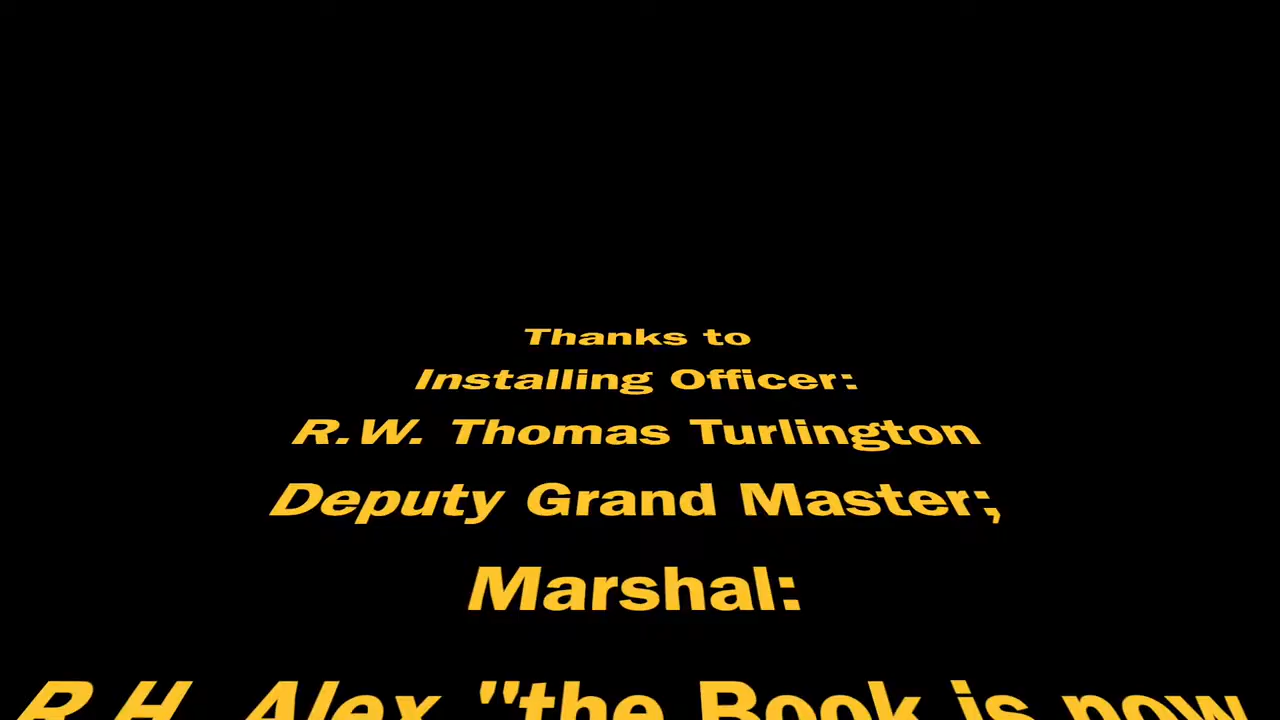 Thanks to
Installing Officer:
R.W. Thomas Turlington
Deputy Grand Master;
Marshal:
R.H. Alex "the Book is now